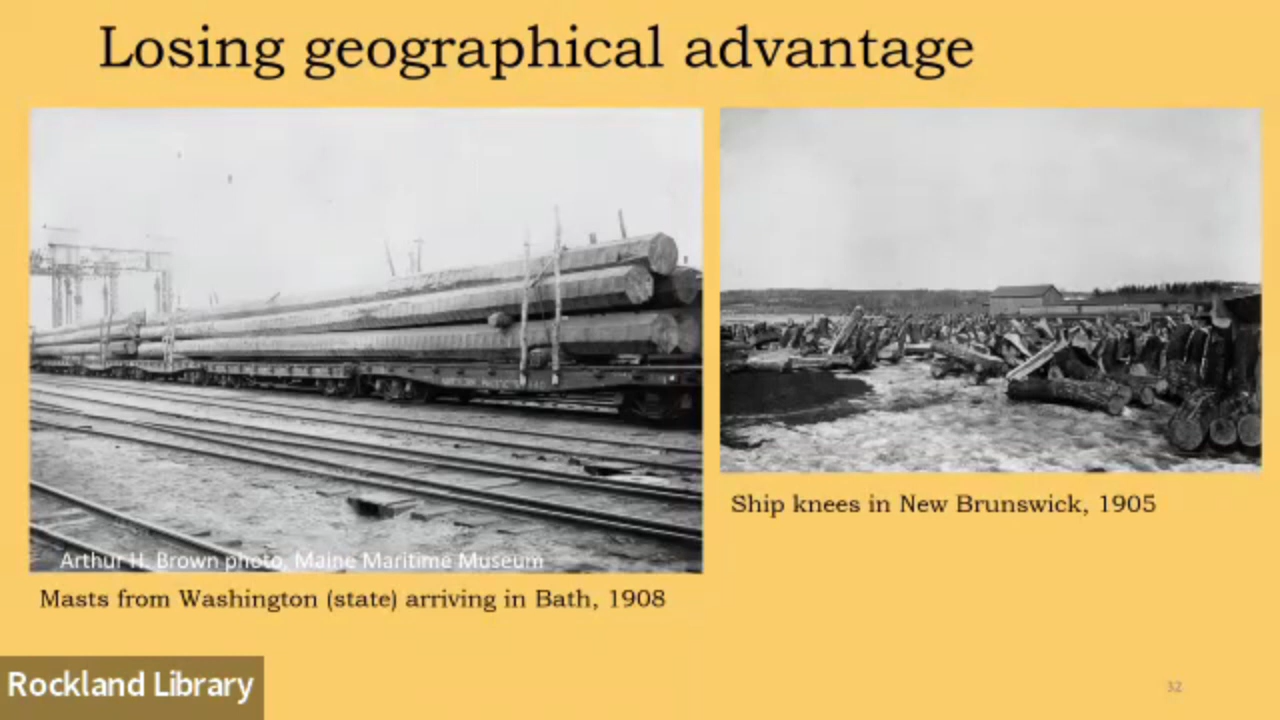 Losing geographical advantage
Arthur H. Brown photo, Maine Maritime Museum
Masts from Washington (state) arriving in Bath, 1908
Ship knees in New Brunswick, 1905
Rockland Library
32